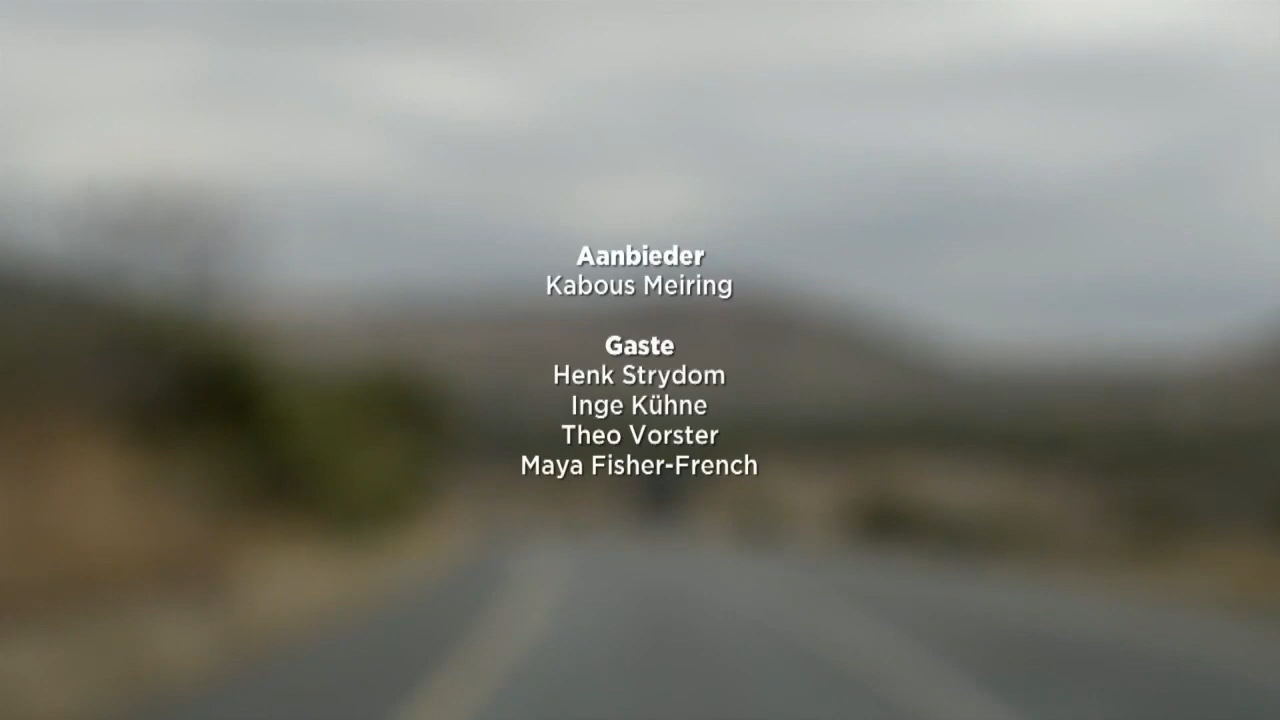 Aanbieder
Kabous Meiring
Gaste
Henk Strydom
Inge Kühne
Theo Vorster
Maya Fisher-French